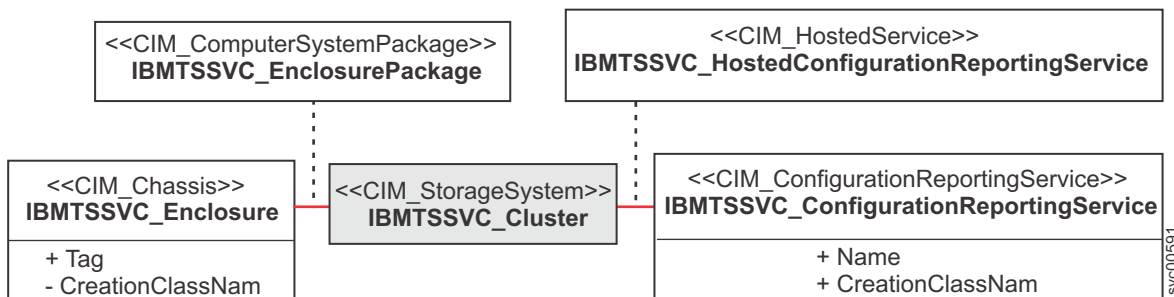 <<CIM_ComputerSystemPackage>>
IBMTSSVC_EnclosurePackage
<<CIM_HostedService>>
IBMTSSVC_HostedConfigurationReportingService
<<CIM_Chassis>>
IBMTSSVC_Enclosure
+ Tag
- CreationClassNam
<<CIM_StorageSystem>>
IBMTSSVC_Cluster
<<CIM_ConfigurationReportingService>>
IBMTSSVC_ConfigurationReportingService
+ Name
+ CreationClassNam
svc00591